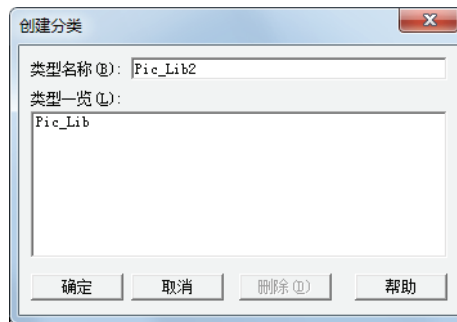 创建分类
类型名称(B): Pic_Lib2
类型一览(L):
Pic_Lib
确定 取消 删除(D) 帮助